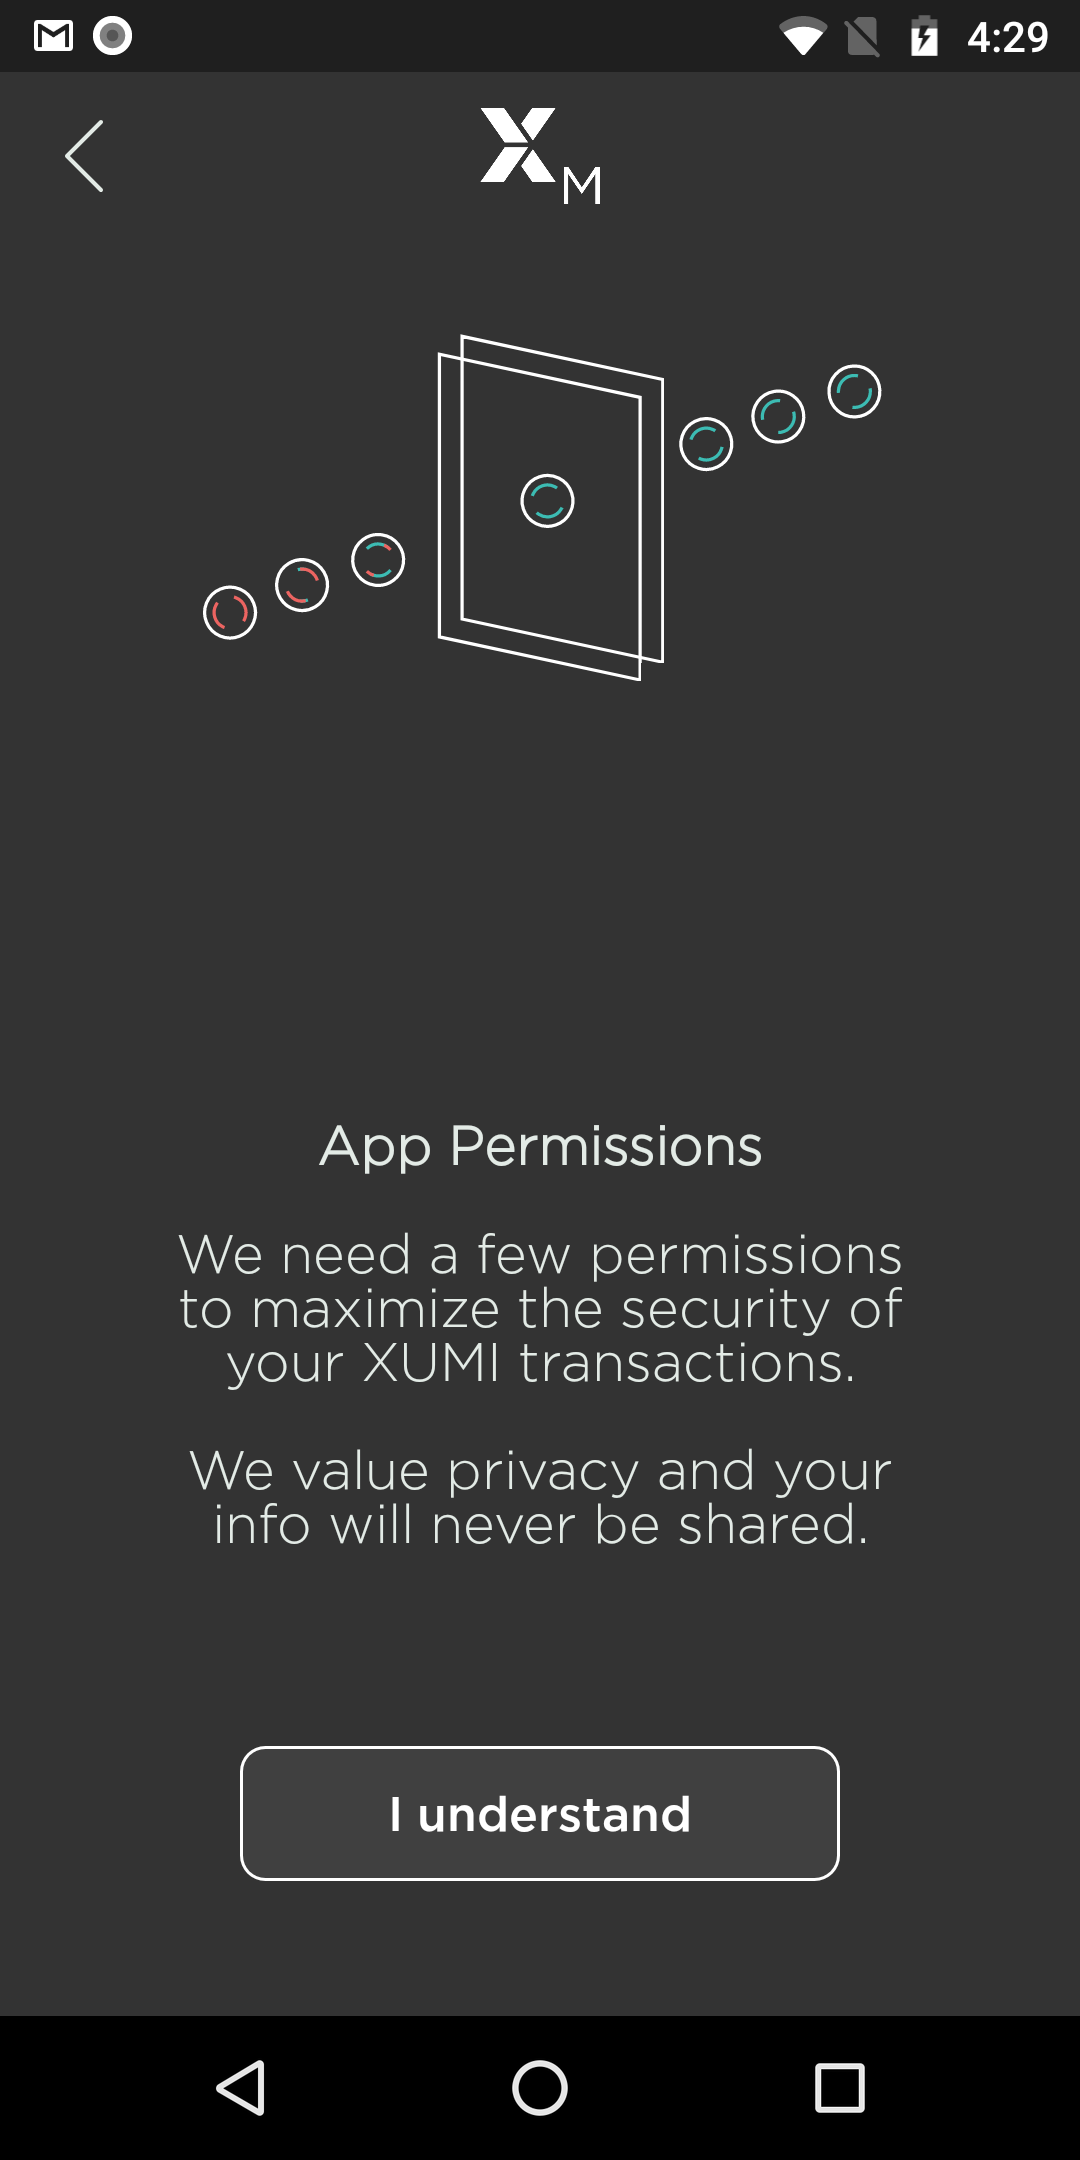 4:29
X M
App Permissions
We need a few permissions
to maximize the security of
your XUMI transactions.
We value privacy and your
info will never be shared.
I understand